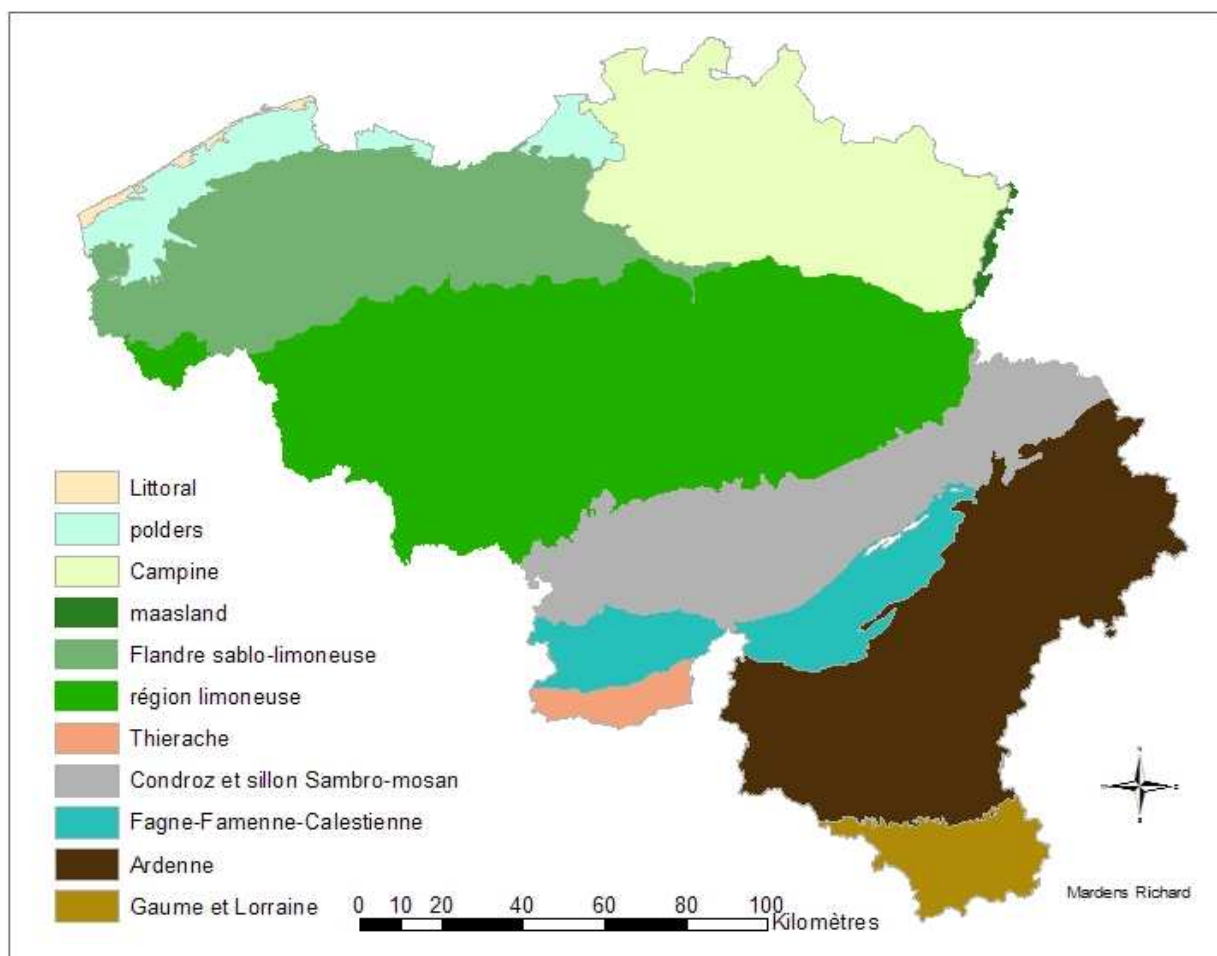 Littoral
polders
Campine
maasland
Flandre sablo-limoneuse
région limoneuse
Thierache
Condroz et sillon Sambro-mosan
Fagne-Famenne-Calestienne
Ardenne
Gaume et Lorraine
0 10 20 40 60 80 100
Kilomètres
Mardens Richard